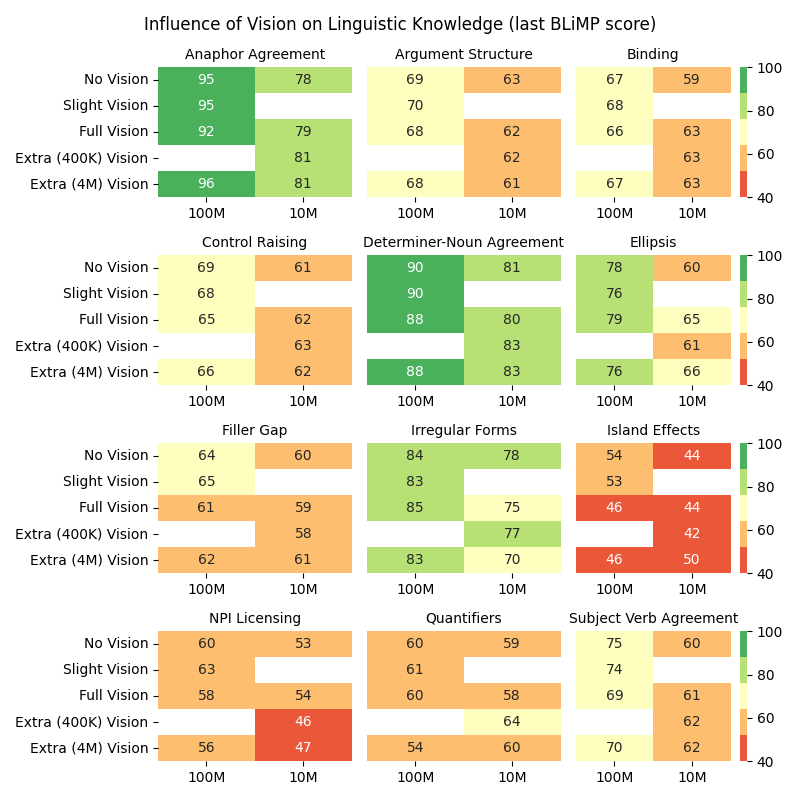 Influence of Vision on Linguistic Knowledge (last BLiMP score)
Anaphor Agreement Argument Structure Binding
No Vision 95 78 69 63 67 59 100
Slight Vision 95 70 68 80
Full Vision 92 79 68 62 66 63
Extra (400K) Vision 81 62 63 60
Extra (4M) Vision 96 81 68 61 67 63 40
100M 10M 100M 10M 100M 10M
Control Raising Determiner-Noun Agreement Ellipsis
No Vision 69 61 90 81 78 60 100
Slight Vision 68 90 76 80
Full Vision 65 62 88 80 79 65
Extra (400K) Vision 63 83 61 60
Extra (4M) Vision 66 62 88 83 76 66 40
100M 10M 100M 10M 100M 10M
Filler Gap Irregular Forms Island Effects
No Vision 64 60 84 78 54 44 100
Slight Vision 65 83 53 80
Full Vision 61 59 85 75 46 44
Extra (400K) Vision 58 77 42 60
Extra (4M) Vision 62 61 83 70 46 50 40
100M 10M 100M 10M 100M 10M
NPI Licensing Quantifiers Subject Verb Agreement
No Vision 60 53 60 59 75 60 100
Slight Vision 63 61 74 80
Full Vision 58 54 60 58 69 61
Extra (400K) Vision 46 64 62 60
Extra (4M) Vision 56 47 54 60 70 62 40
100M 10M 100M 10M 100M 10M